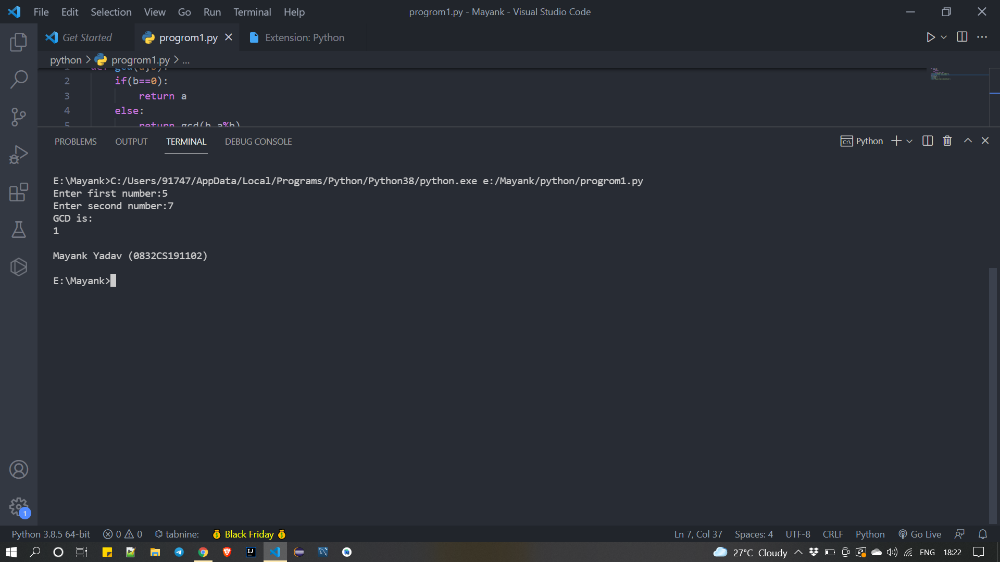 File Edit Selection View Go Run Terminal Help
progrom1.py - Mayank - Visual Studio Code
Get Started
progrom1.py
Extension: Python
python > progrom1.py > ...
1 def gcd(a,b):
2 if(b==0):
3 return a
4 else:
5 return gcd(b,a%b)
PROBLEMS OUTPUT TERMINAL DEBUG CONSOLE
Python
E:\Mayank>C:/Users/91747/AppData/Local/Programs/Python/Python38/python.exe e:/Mayank/python/progrom1.py
Enter first number:5
Enter second number:7
GCD is:
1
Mayank Yadav (0832CS191102)
E:\Mayank>
1
Python 3.8.5 64-bit 0 0 tabnine: Black Friday Ln 7, Col 37 Spaces: 4 UTF-8 CRLF Python Go Live
27°C Cloudy ENG 18:22